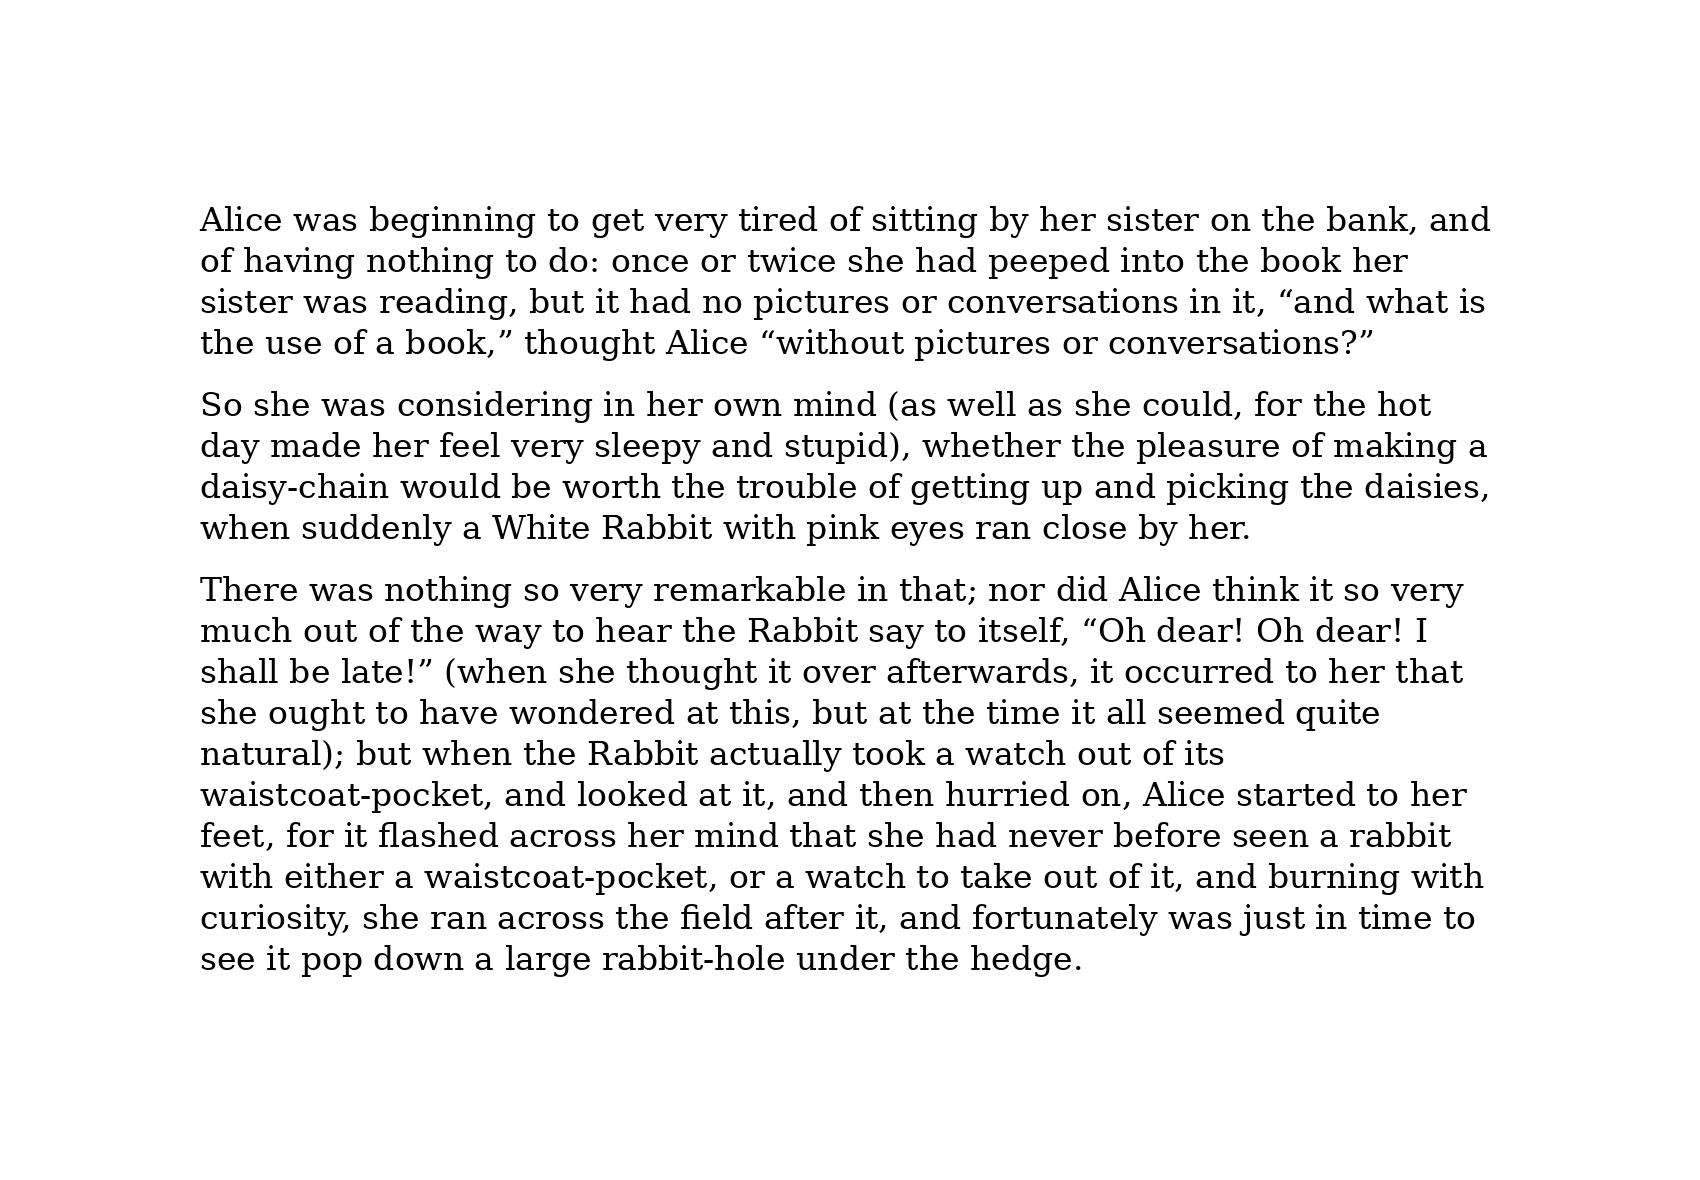 Alice was beginning to get very tired of sitting by her sister on the bank, and
of having nothing to do: once or twice she had peeped into the book her
sister was reading, but it had no pictures or conversations in it, “and what is
the use of a book,” thought Alice “without pictures or conversations?”
So she was considering in her own mind (as well as she could, for the hot
day made her feel very sleepy and stupid), whether the pleasure of making a
daisy-chain would be worth the trouble of getting up and picking the daisies,
when suddenly a White Rabbit with pink eyes ran close by her.
There was nothing so very remarkable in that; nor did Alice think it so very
much out of the way to hear the Rabbit say to itself, “Oh dear! Oh dear! I
shall be late!” (when she thought it over afterwards, it occurred to her that
she ought to have wondered at this, but at the time it all seemed quite
natural); but when the Rabbit actually took a watch out of its
waistcoat-pocket, and looked at it, and then hurried on, Alice started to her
feet, for it flashed across her mind that she had never before seen a rabbit
with either a waistcoat-pocket, or a watch to take out of it, and burning with
curiosity, she ran across the field after it, and fortunately was just in time to
see it pop down a large rabbit-hole under the hedge.